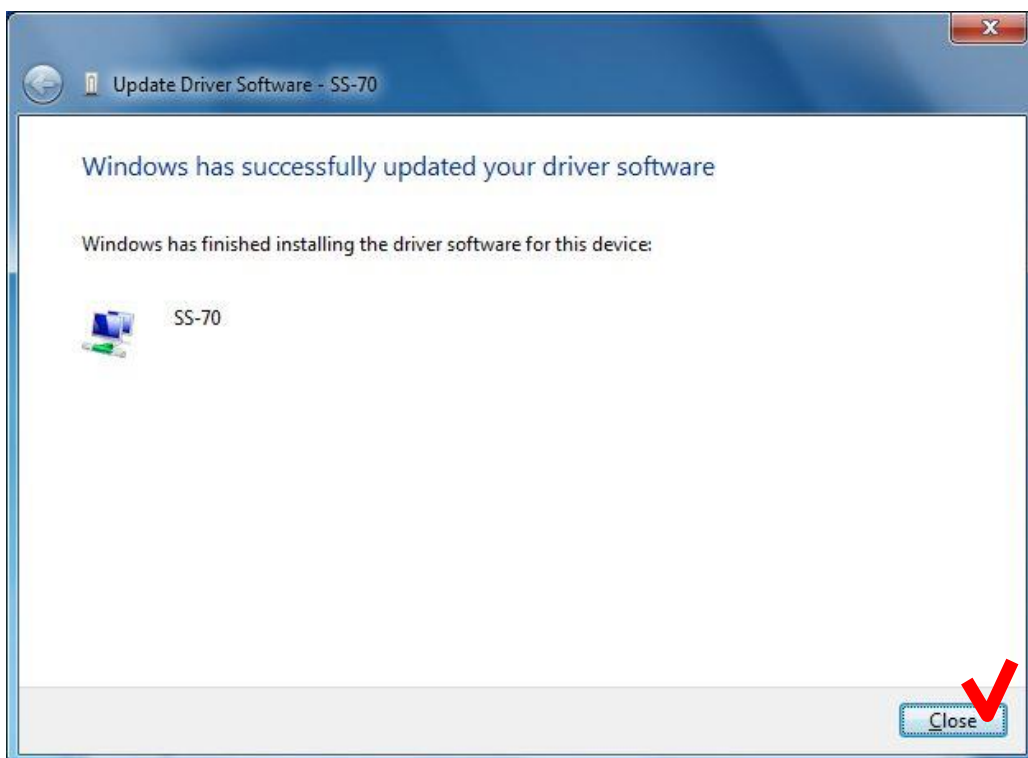 Update Driver Software - SS-70
Windows has successfully updated your driver software
Windows has finished installing the driver software for this device:
SS-70
Close